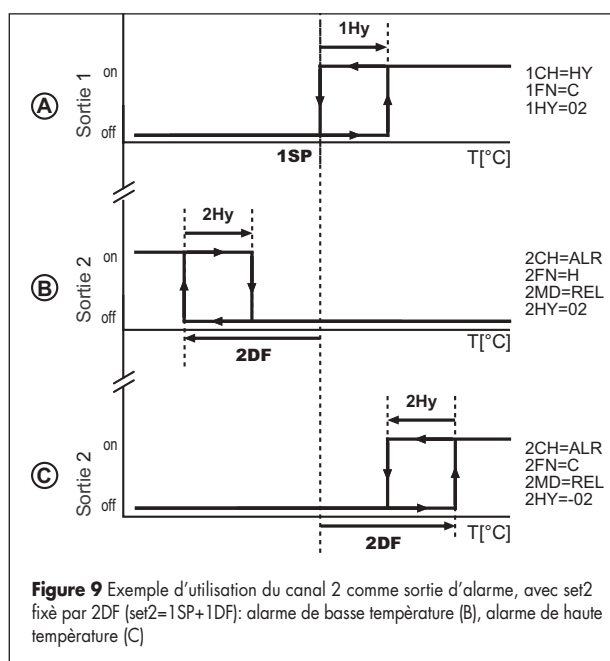 1Hy
on
off
Sortie 1
A
1SP
T[°C]
1CH=HY
1FN=C
1HY=02
2Hy
on
off
Sortie 2
B
2DF
T[°C]
2CH=ALR
2FN=H
2MD=REL
2HY=02
2Hy
on
off
Sortie 2
C
2DF
T[°C]
2CH=ALR
2FN=C
2MD=REL
2HY=-02
Figure 9 Exemple d'utilisation du canal 2 comme sortie d'alarme, avec set2
fixè par 2DF (set2=1SP+1DF): alarme de basse tempèrature (B), alarme de haute
tempèrature (C)